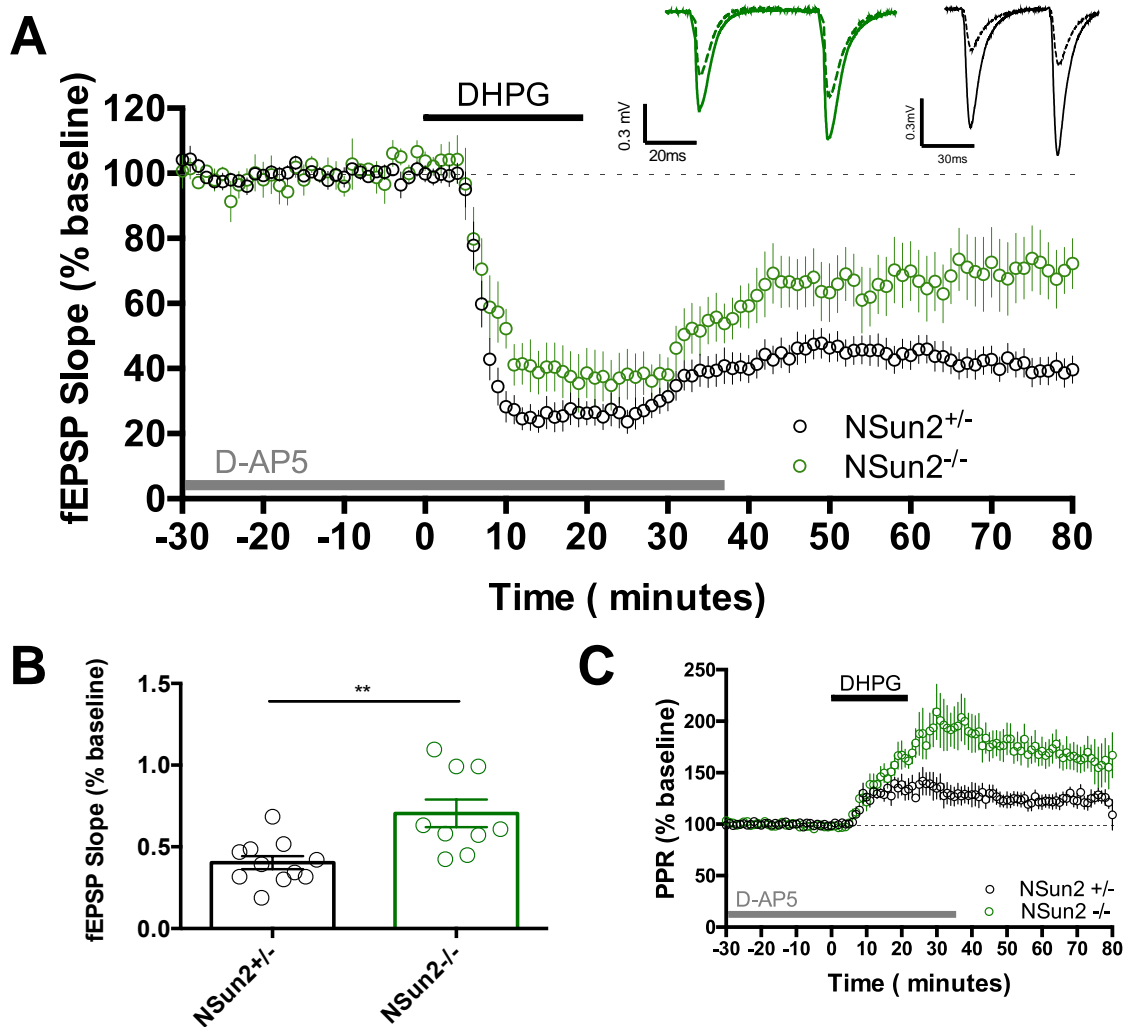 A
0.3 mV
20ms
0.3mV
30ms
DHPG
fEPSP Slope (% baseline)
120
100
80
60
40
20
0
NSun2+/-
NSun2-/-
D-AP5
-30 -20 -10 0 10 20 30 40 50 60 70 80
Time ( minutes)
B
fEPSP Slope (% baseline)
1.5
1.0
0.5
0.0
**
NSun2+/-
NSun2-/-
C
DHPG
PPR (% baseline)
250
200
150
100
50
0
NSun2 +/-
NSun2 -/-
D-AP5
-30 -20 -10 0 10 20 30 40 50 60 70 80
Time ( minutes)